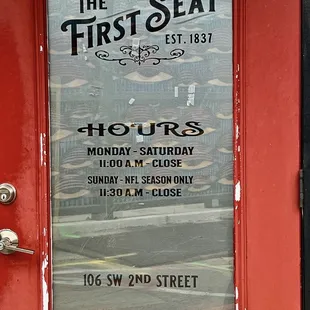 THE
FIRST SEAT
EST. 1837
HOURS
MONDAY - SATURDAY
11:00 A.M - CLOSE
SUNDAY - NFL SEASON ONLY
11:30 A.M - CLOSE
106 SW 2ND STREET